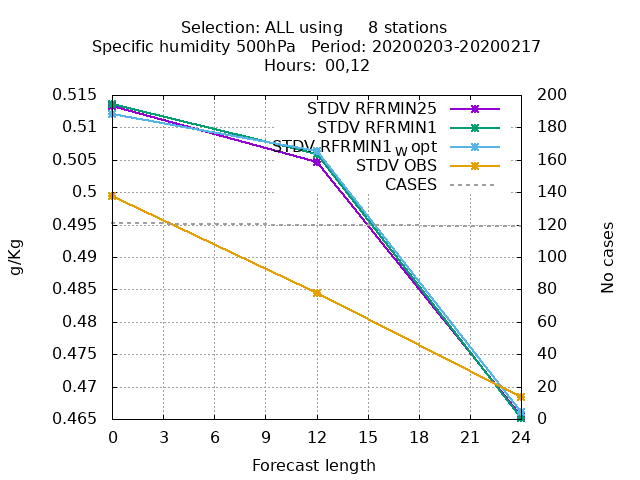 Selection: ALL using 8 stations
Specific humidity 500hPa Period: 20200203-20200217
Hours: 00,12
STDV RFRMIN25
STDV RFRMIN1
STDV RFRMIN1_w opt
STDV OBS
CASES
0.515
0.51
0.505
0.5
0.495
0.49
0.485
0.48
0.475
0.47
0.465
200
180
160
140
120
100
80
60
40
20
0
g/Kg
No cases
0 3 6 9 12 15 18 21 24
Forecast length